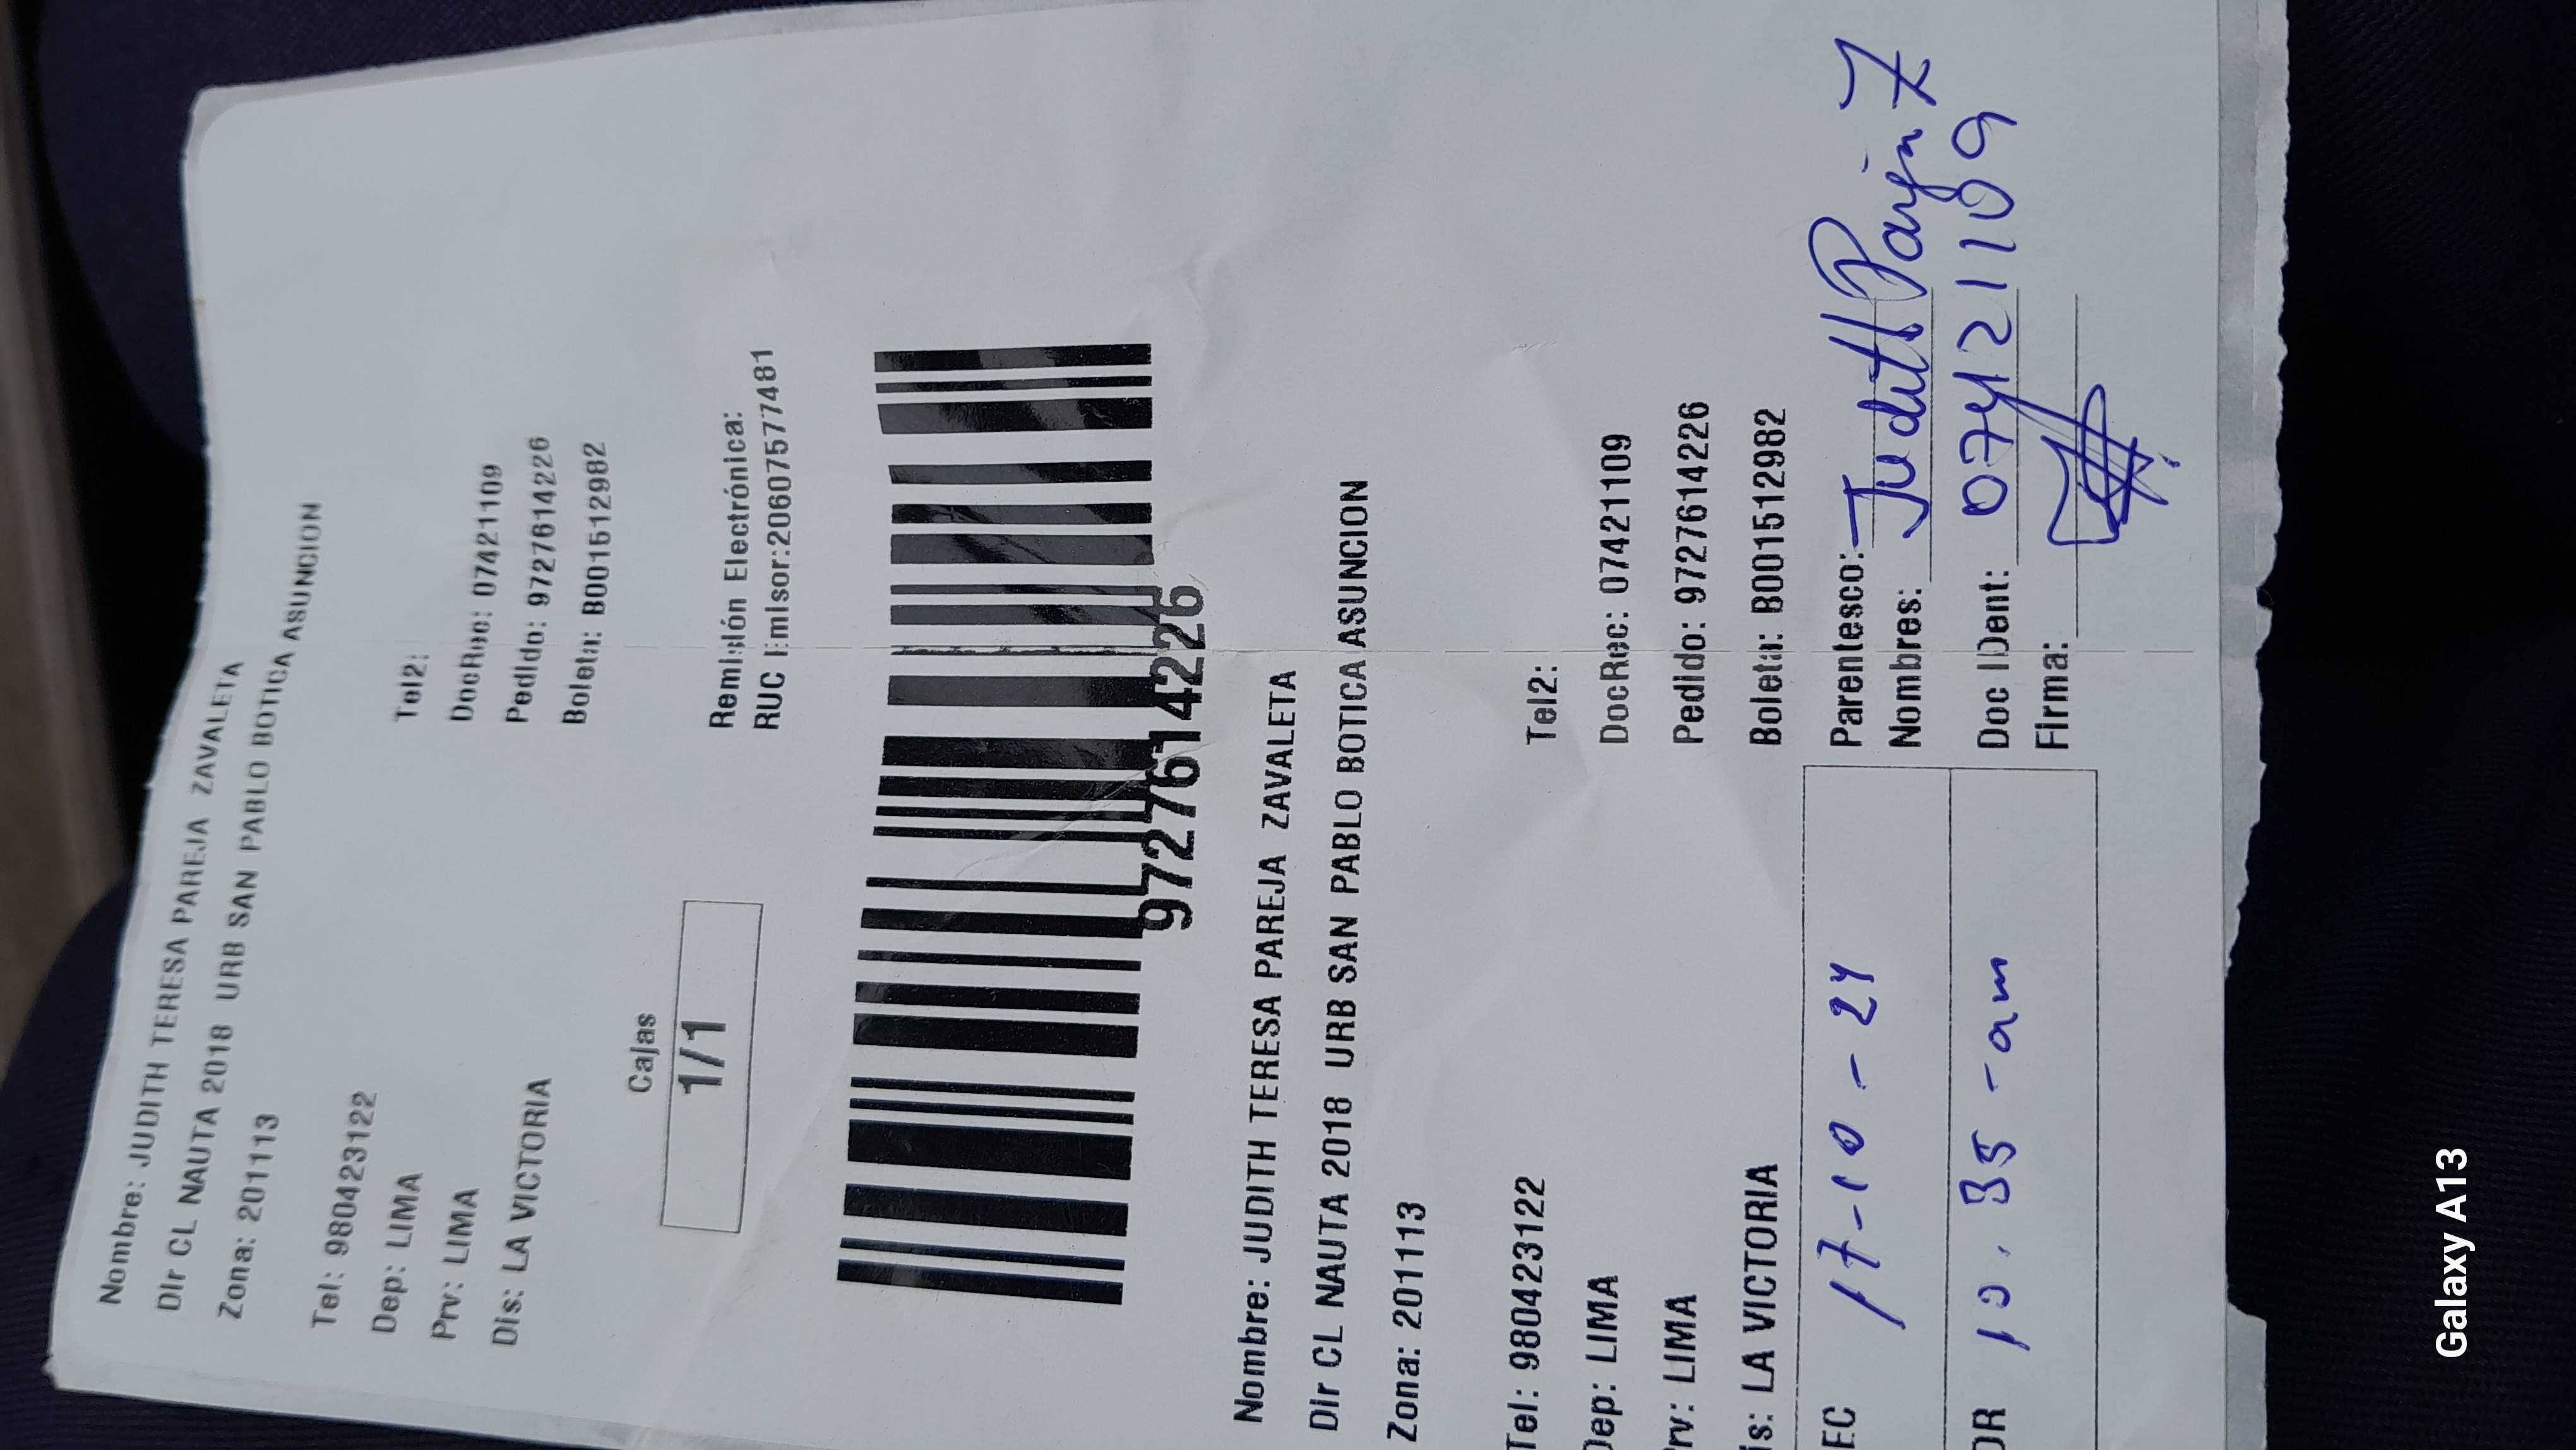 Nombre: JUDITH TERESA PAREJA ZAVALETA
Dir CL NAUTA 2018 URB SAN PABLO BOTICA ASUNCION
Zona: 201113
Tel: 980423122 Tel2:
Dep: LIMA DocRec: 07421109
Prv: LIMA Pedido: 9727614226
Dis: LA VICTORIA Boleta: B001512982
Cajas
1/1
Remisión Electrónica:
RUC Emisor:20607577481
9727614226
Nombre: JUDITH TERESA PAREJA ZAVALETA
Dir CL NAUTA 2018 URB SAN PABLO BOTICA ASUNCION
Zona: 201113
Tel: 980423122 Tel2:
Dep: LIMA DocRec: 07421109
Prv: LIMA Pedido: 9727614226
is: LA VICTORIA Boleta: B001512982
EC 17-10-24 Parentesco:
Nombres: Judith Pareja Z
OR 10.35-am Doc IDent: 07421109
Firma:
Galaxy A13